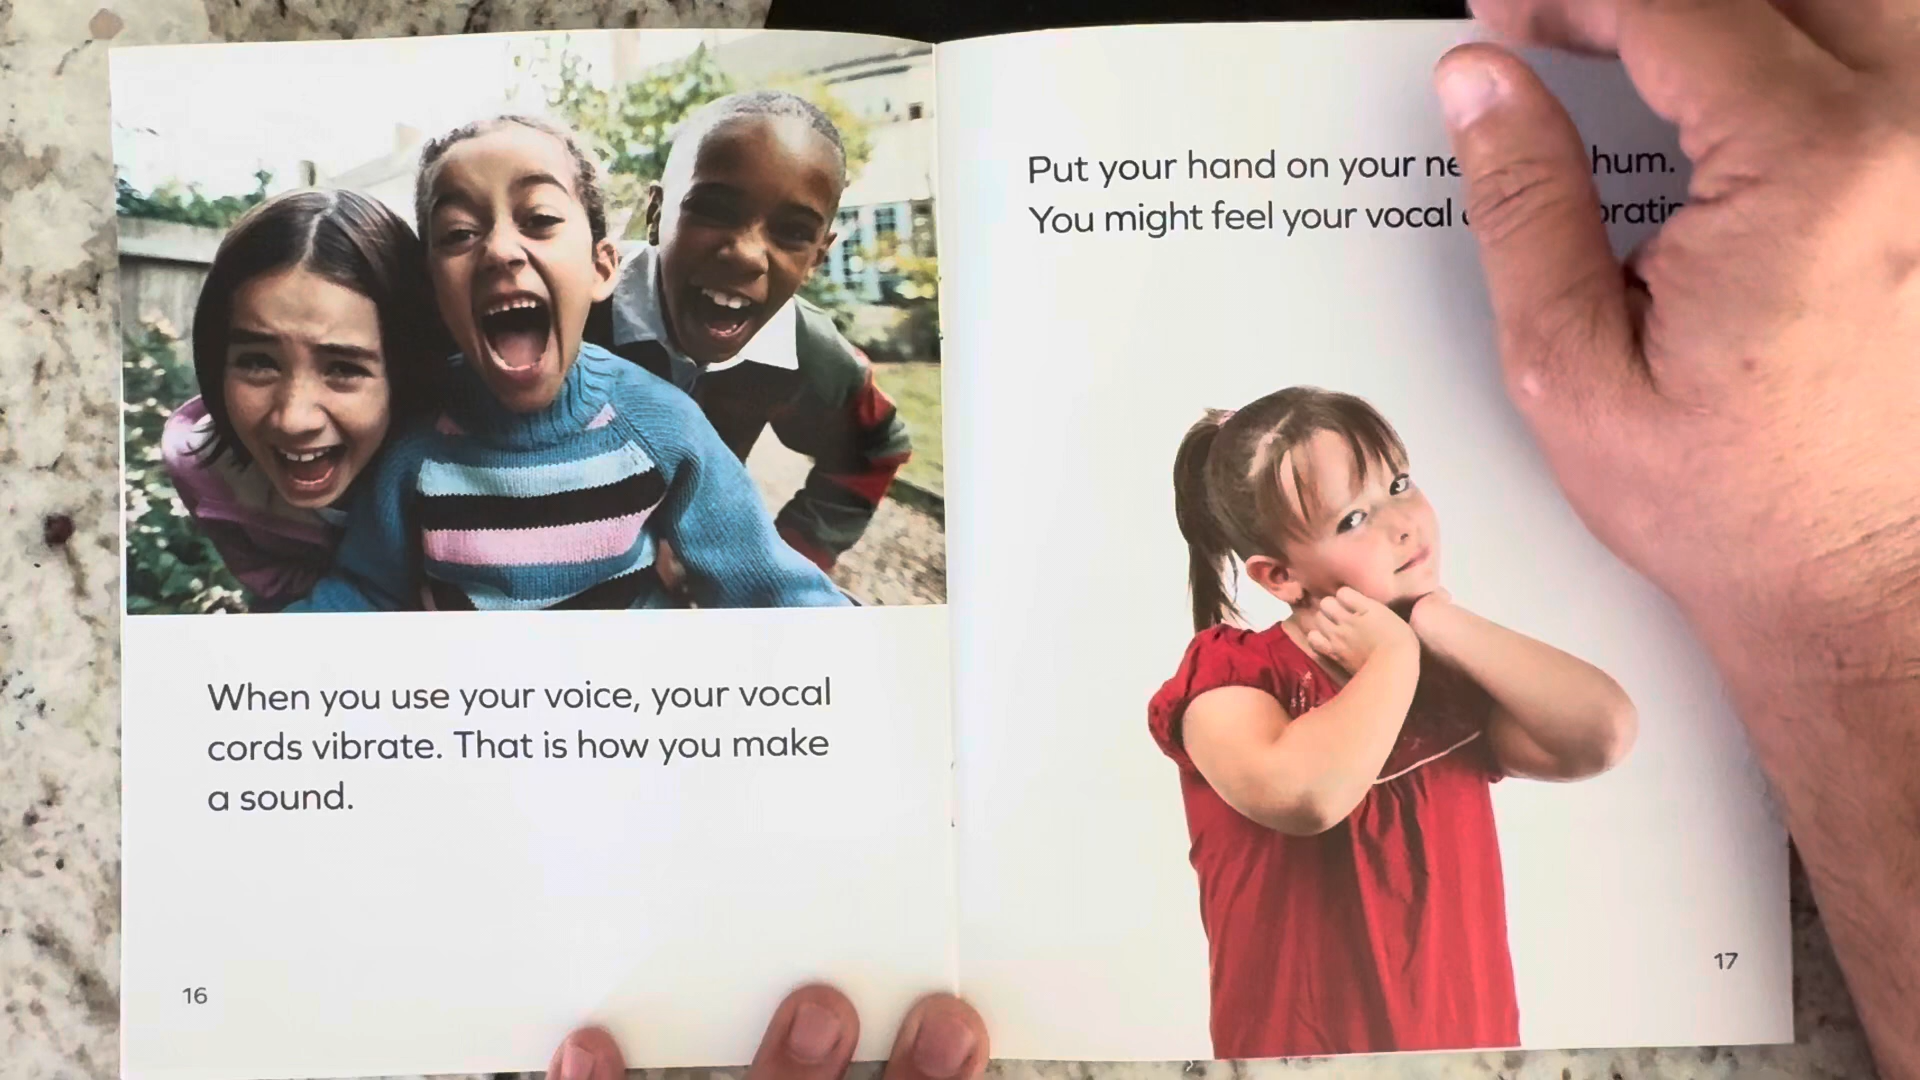 When you use your voice, your vocal
cords vibrate. That is how you make
a sound.
16
Put your hand on your hum.
You might feel your vocal
17